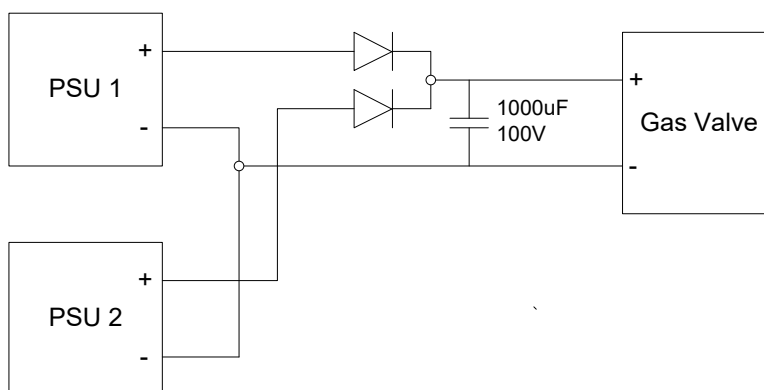 +
PSU 1
-
1000uF
100V
+
Gas Valve
-
+
PSU 2
-
`